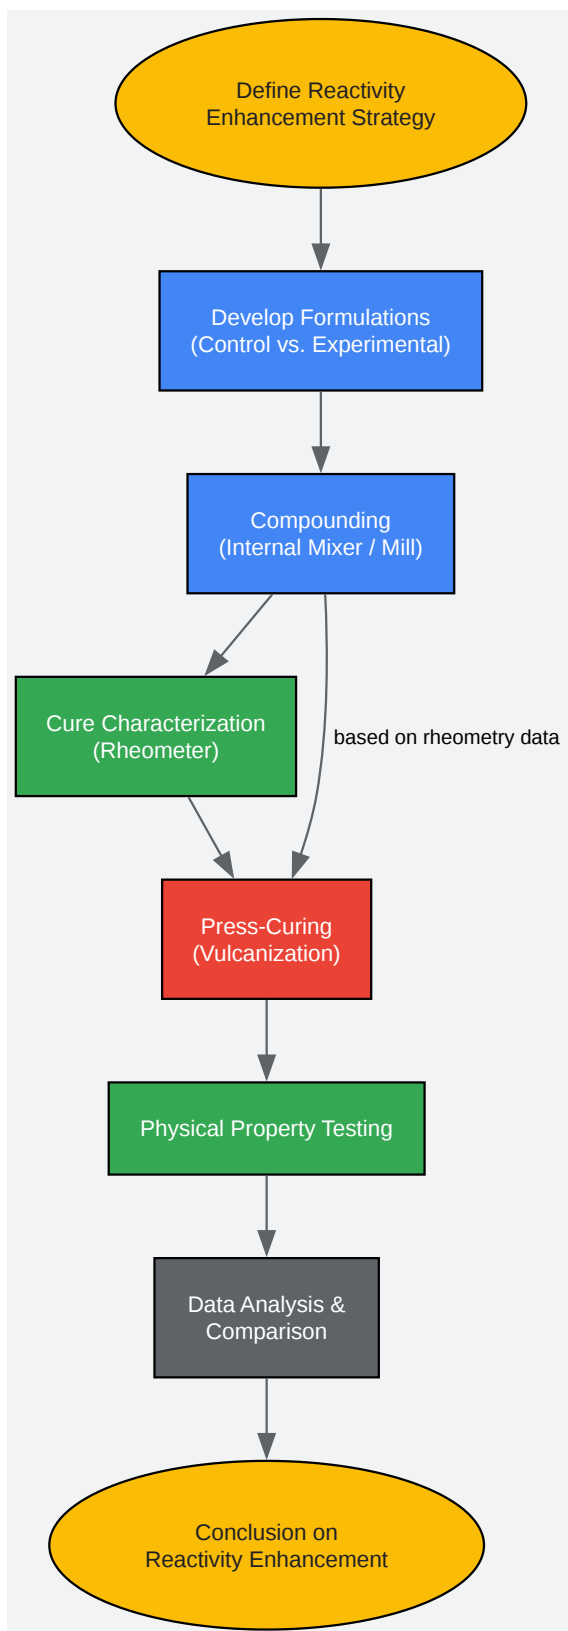 Define Reactivity
Enhancement Strategy
Develop Formulations
(Control vs. Experimental)
Compounding
(Internal Mixer / Mill)
Cure Characterization
(Rheometer)
based on rheometry data
Press-Curing
(Vulcanization)
Physical Property Testing
Data Analysis &
Comparison
Conclusion on
Reactivity Enhancement